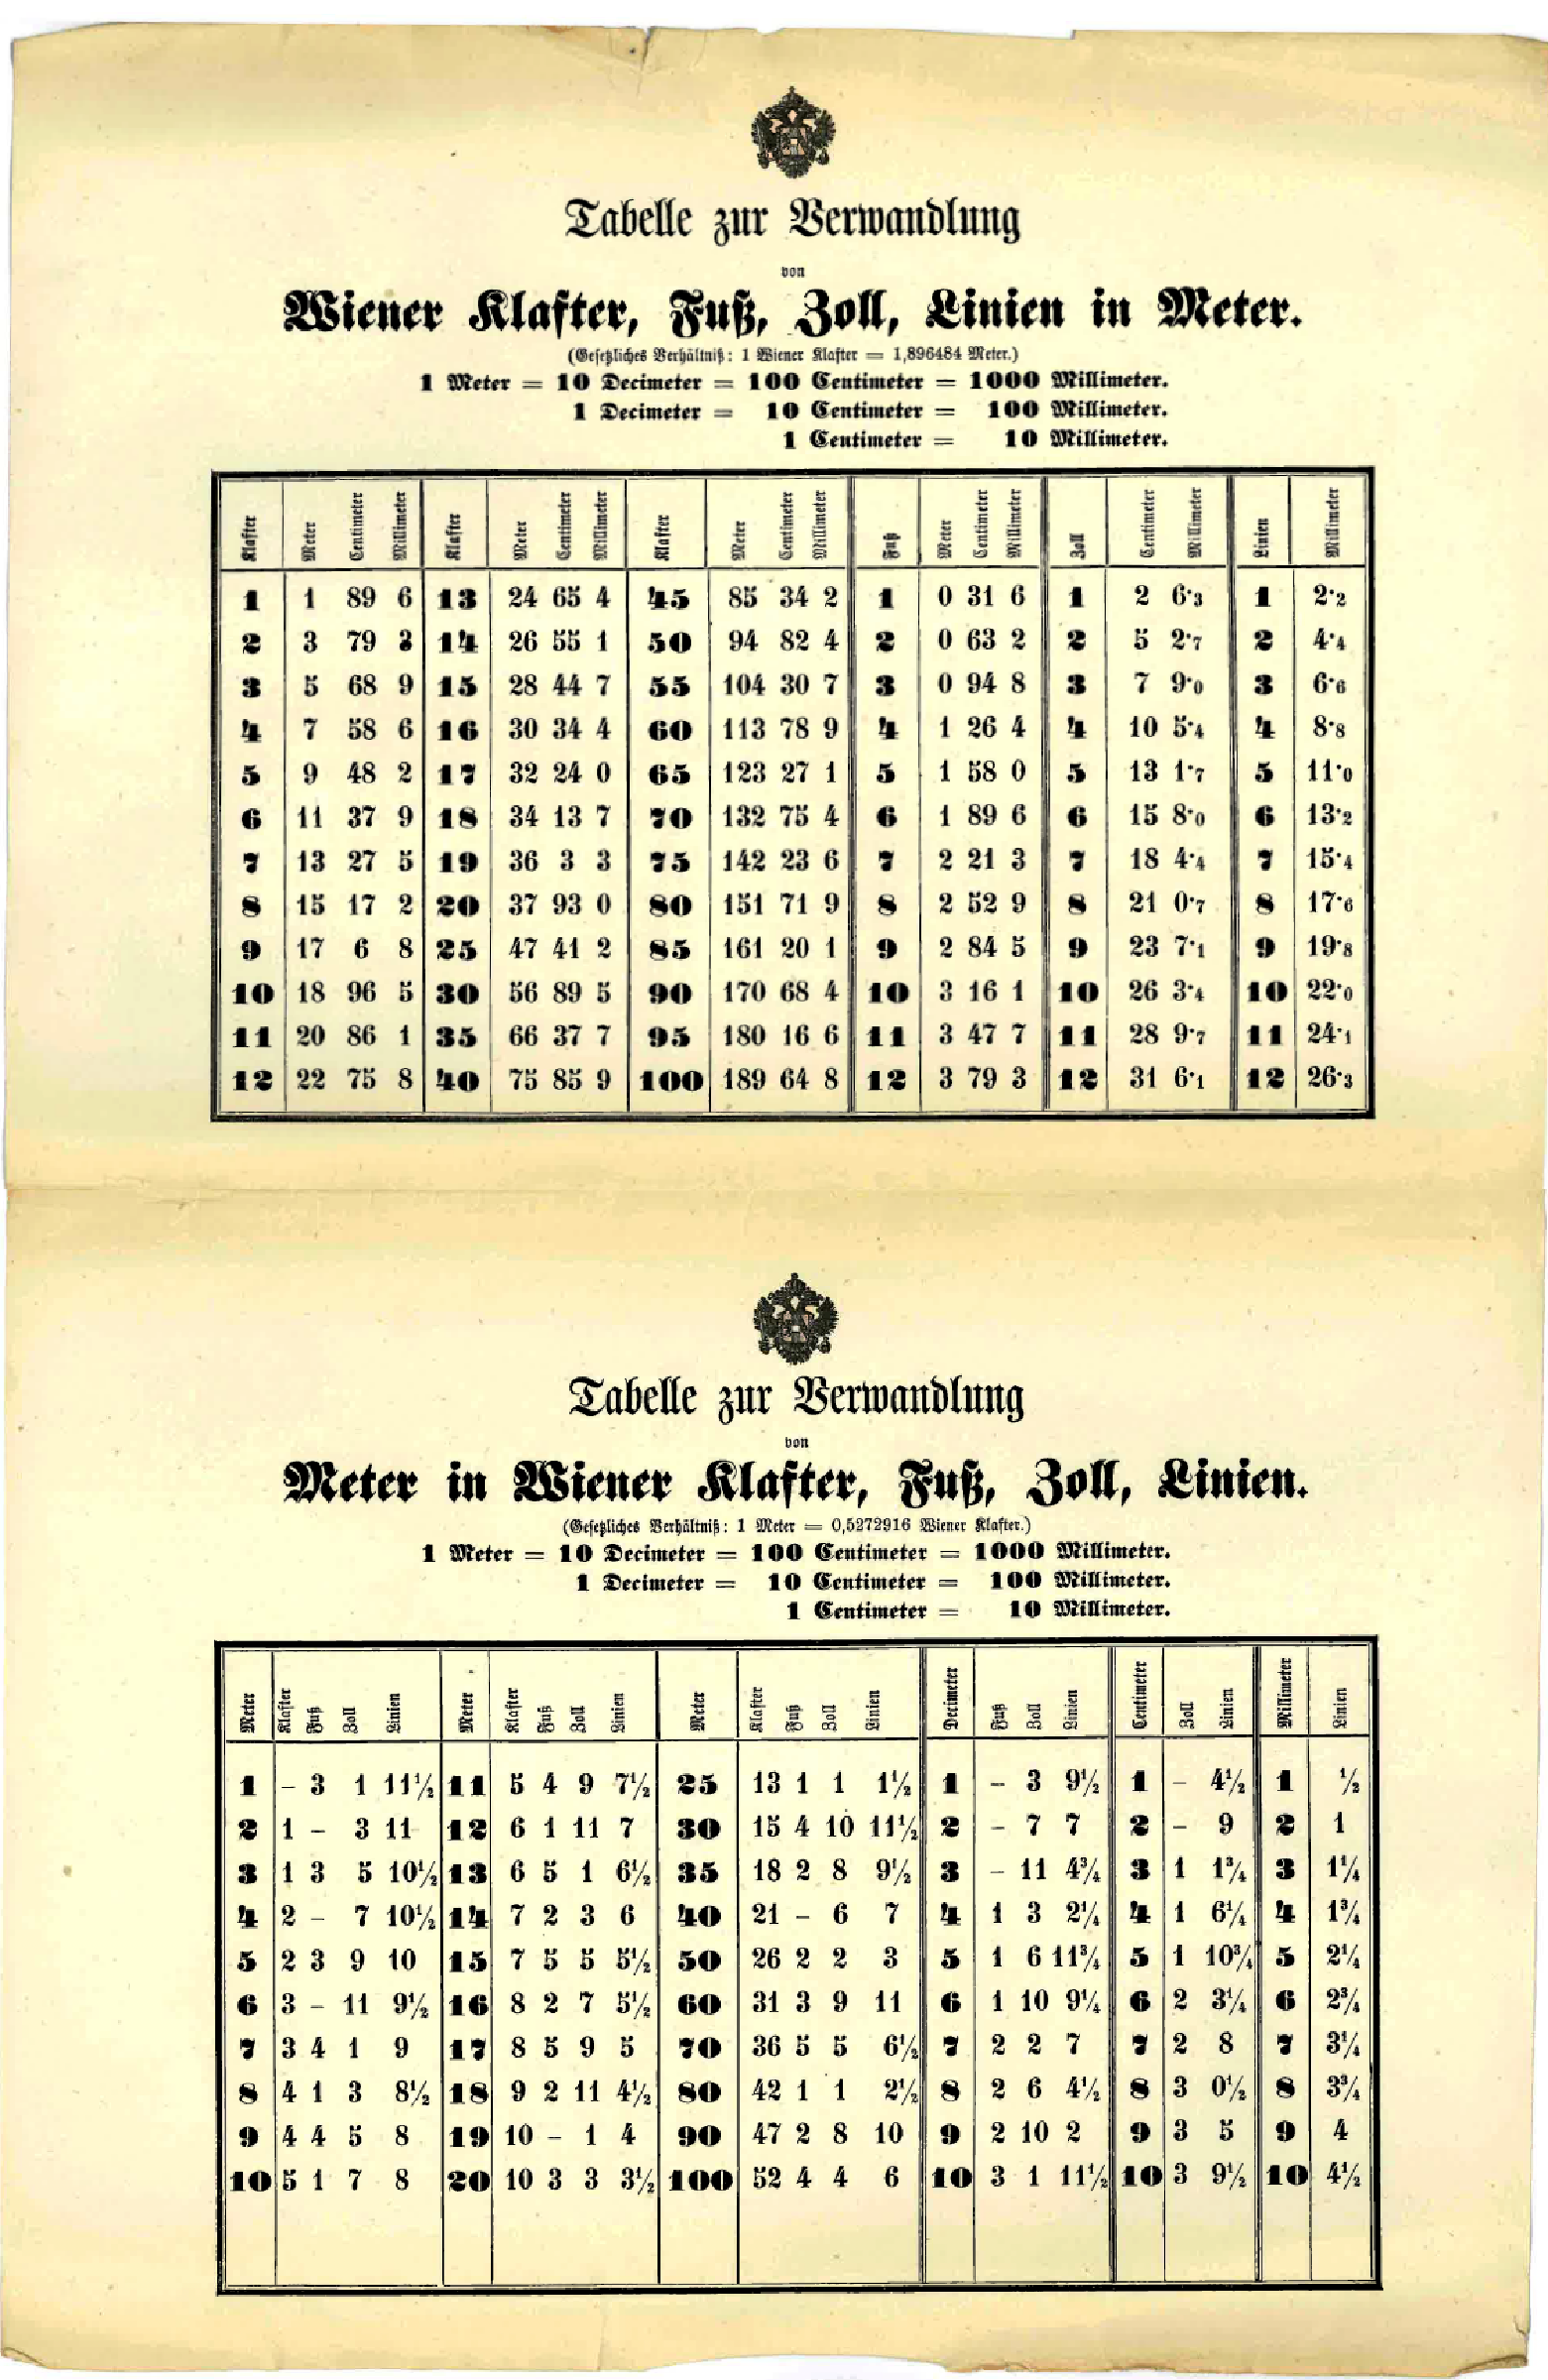 Tabelle zur Verwandlung
von
Wiener Klafter, Fuß, Zoll, Linien in Meter.
(Gesetzliches Verhältniß: 1 Wiener Klafter = 1,896484 Meter.)
1 Meter = 10 Decimeter = 100 Centimeter = 1000 Millimeter.
1 Decimeter = 10 Centimeter = 100 Millimeter.
1 Centimeter = 10 Millimeter.
Klafter Meter Centimeter Millimeter Klafter Meter Centimeter Millimeter Klafter Meter Centimeter Millimeter Fuß Meter Centimeter Millimeter Zoll Centimeter Millimeter Linien Millimeter
1 1 89 6 13 24 65 4 45 85 34 2 1 0 31 6 1 2 6·3 1 2·2
2 3 79 3 14 26 55 1 50 94 82 4 2 0 63 2 2 5 2·7 2 4·4
3 5 68 9 15 28 44 7 55 104 30 7 3 0 94 8 3 7 9·0 3 6·6
4 7 58 6 16 30 34 4 60 113 78 9 4 1 26 4 4 10 5·4 4 8·8
5 9 48 2 17 32 24 0 65 123 27 1 5 1 58 0 5 13 1·7 5 11·0
6 11 37 9 18 34 13 7 70 132 75 4 6 1 89 6 6 15 8·0 6 13·2
7 13 27 5 19 36 3 3 75 142 23 6 7 2 21 3 7 18 4·4 7 15·4
8 15 17 2 20 37 93 0 80 151 71 9 8 2 52 9 8 21 0·7 8 17·6
9 17 6 8 25 47 41 2 85 161 20 1 9 2 84 5 9 23 7·1 9 19·8
10 18 96 5 30 56 89 5 90 170 68 4 10 3 16 1 10 26 3·4 10 22·0
11 20 86 1 35 66 37 7 95 180 16 6 11 3 47 7 11 28 9·7 11 24·1
12 22 75 8 40 75 85 9 100 189 64 8 12 3 79 3 12 31 6·1 12 26·3
Tabelle zur Verwandlung
von
Meter in Wiener Klafter, Fuß, Zoll, Linien.
(Gesetzliches Verhältniß: 1 Meter = 0,5272916 Wiener Klafter.)
1 Meter = 10 Decimeter = 100 Centimeter = 1000 Millimeter.
1 Decimeter = 10 Centimeter = 100 Millimeter.
1 Centimeter = 10 Millimeter.
Meter Klafter Fuß Zoll Linien Meter Klafter Fuß Zoll Linien Meter Klafter Fuß Zoll Linien Decimeter Fuß Zoll Linien Centimeter Zoll Linien Millimeter Linien
1 – 3 1 11½ 11 5 4 9 7½ 25 13 1 1 1½ 1 – 3 9½ 1 – 4½ 1 ½
2 1 – 3 11 12 6 1 11 7 30 15 4 10 11½ 2 – 7 7 2 – 9 2 1
3 1 3 5 10½ 13 6 5 1 6½ 35 18 2 8 9½ 3 – 11 4¾ 3 1 1¾ 3 1¼
4 2 – 7 10½ 14 7 2 3 6 40 21 – 6 7 4 1 3 2¼ 4 1 6¼ 4 1¾
5 2 3 9 10 15 7 5 5 5½ 50 26 2 2 3 5 1 6 11¾ 5 1 10¾ 5 2¼
6 3 – 11 9½ 16 8 2 7 5½ 60 31 3 9 11 6 1 10 9¼ 6 2 3¼ 6 2¾
7 3 4 1 9 17 8 5 9 5 70 36 5 5 6½ 7 2 2 7 7 2 8 7 3¼
8 4 1 3 8½ 18 9 2 11 4½ 80 42 1 1 2½ 8 2 6 4½ 8 3 0½ 8 3¾
9 4 4 5 8 19 10 – 1 4 90 47 2 8 10 9 2 10 2 9 3 5 9 4
10 5 1 7 8 20 10 3 3 3½ 100 52 4 4 6 10 3 1 11½ 10 3 9½ 10 4½